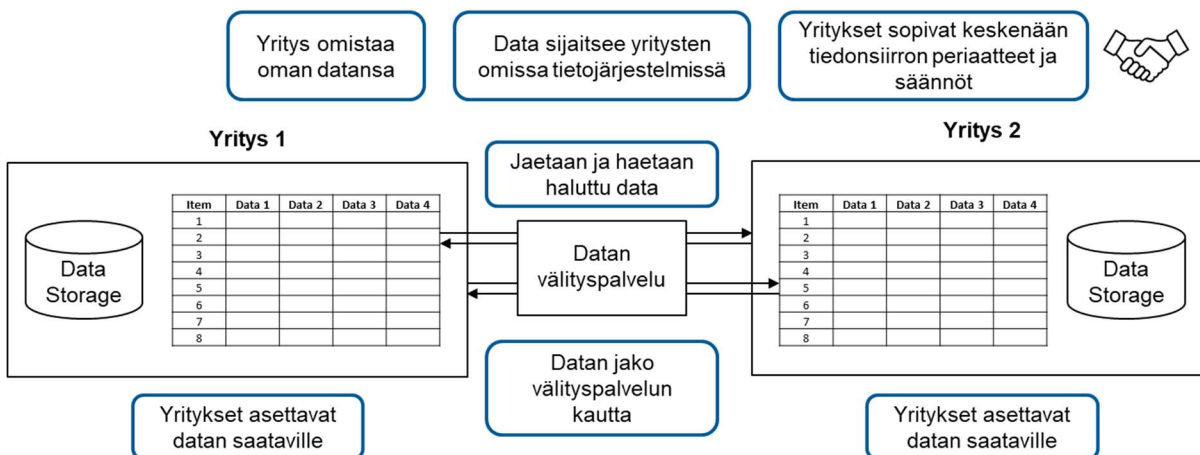 Yritys omistaa
oman datansa
Data sijaitsee yritysten
omissa tietojärjestelmissä
Yritykset sopivat keskenään
tiedonsiirron periaatteet ja
säännöt
Yritys 1
Yritys 2
Jaetaan ja haetaan
haluttu data
Data
Storage
Item Data 1 Data 2 Data 3 Data 4
1
2
3
4
5
6
7
8
Datan
välityspalvelu
Item Data 1 Data 2 Data 3 Data 4
1
2
3
4
5
6
7
8
Data
Storage
Datan jako
välityspalvelun
kautta
Yritykset asettavat
datan saataville
Yritykset asettavat
datan saataville